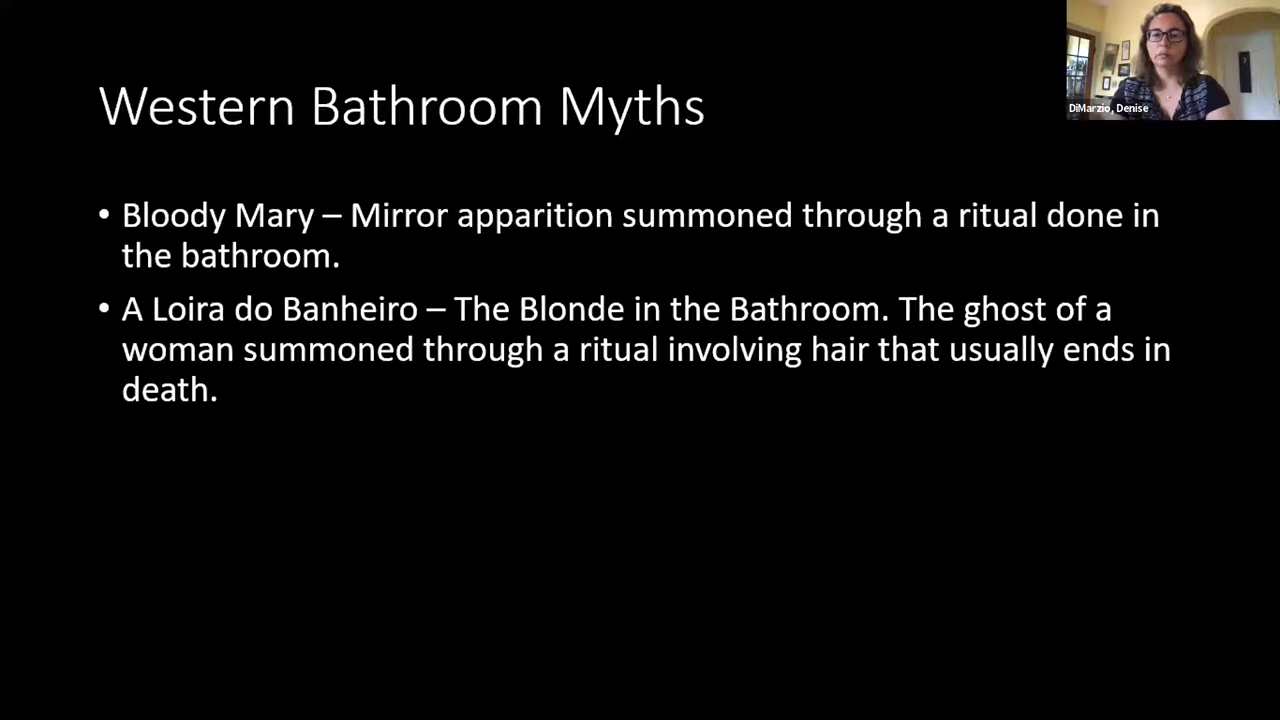 Western Bathroom Myths
DiMarzio, Denise
• Bloody Mary – Mirror apparition summoned through a ritual done in
the bathroom.
• A Loira do Banheiro – The Blonde in the Bathroom. The ghost of a
woman summoned through a ritual involving hair that usually ends in
death.